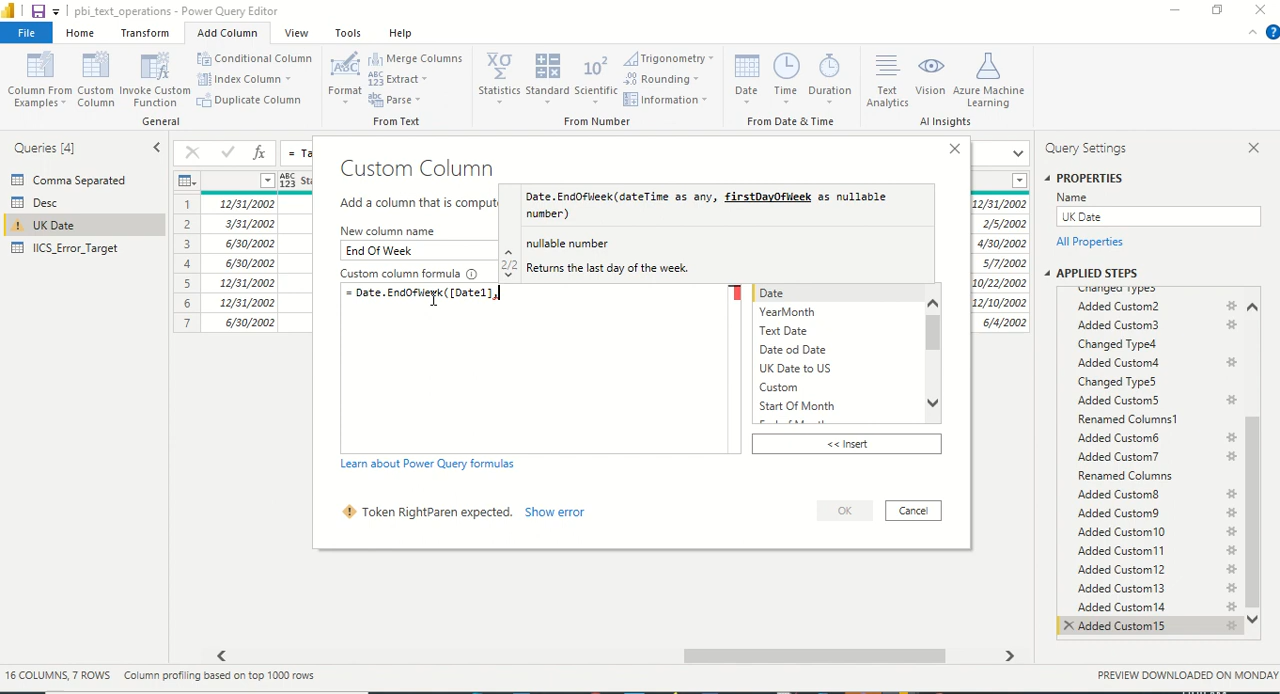 pbi_text_operations - Power Query Editor
File Home Transform Add Column View Tools Help
Column From Examples
Custom Column
Invoke Custom Function
Conditional Column
Index Column
Duplicate Column
General
ABC
Format
Merge Columns
ABC 123 Extract
abc Parse
From Text
XΣ σ
Statistics
Standard
10²
Scientific
Trigonometry
Rounding
Information
From Number
Date
Time
Duration
From Date & Time
Text Analytics
Vision
Azure Machine Learning
AI Insights
Queries [4]
Comma Separated
Desc
UK Date
IICS_Error_Target
fx = Ta
ABC 123 Sta
1 12/31/2002 12/31/2002
2 3/31/2002 2/5/2002
3 6/30/2002 4/30/2002
4 6/30/2002 5/7/2002
5 12/31/2002 10/22/2002
6 12/31/2002 12/10/2002
7 6/30/2002 6/4/2002
Custom Column
Add a column that is compute
New column name
End Of Week
Custom column formula
= Date.EndOfWeek([Date1],
Date.EndOfWeek(dateTime as any, firstDayOfWeek as nullable
number)
nullable number
2/2
Returns the last day of the week.
Date
YearMonth
Text Date
Date od Date
UK Date to US
Custom
Start Of Month
<< Insert
Learn about Power Query formulas
Token RightParen expected. Show error
OK Cancel
Query Settings
PROPERTIES
Name
UK Date
All Properties
APPLIED STEPS
Changed Type3
Added Custom2
Added Custom3
Changed Type4
Added Custom4
Changed Type5
Added Custom5
Renamed Columns1
Added Custom6
Added Custom7
Renamed Columns
Added Custom8
Added Custom9
Added Custom10
Added Custom11
Added Custom12
Added Custom13
Added Custom14
Added Custom15
16 COLUMNS, 7 ROWS Column profiling based on top 1000 rows PREVIEW DOWNLOADED ON MONDAY